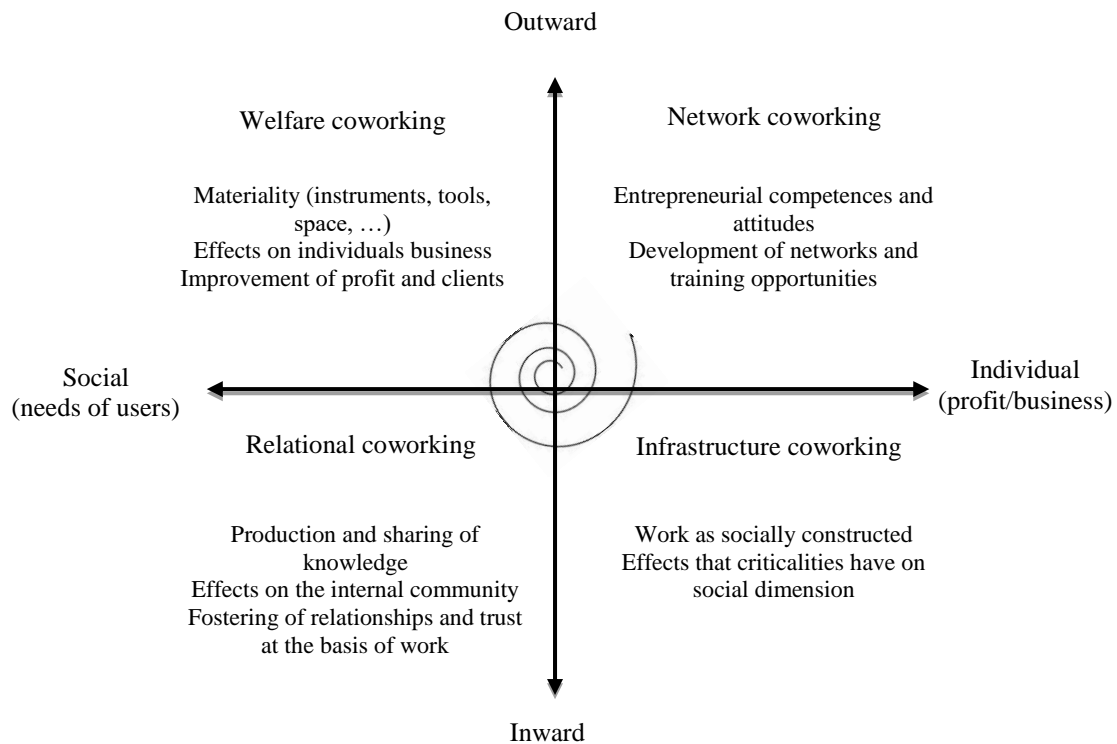 Outward
Welfare coworking
Network coworking
Materiality (instruments, tools,
space, …)
Effects on individuals business
Improvement of profit and clients
Entrepreneurial competences and
attitudes
Development of networks and
training opportunities
Social
(needs of users)
Individual
(profit/business)
Relational coworking
Infrastructure coworking
Production and sharing of
knowledge
Effects on the internal community
Fostering of relationships and trust
at the basis of work
Work as socially constructed
Effects that criticalities have on
social dimension
Inward